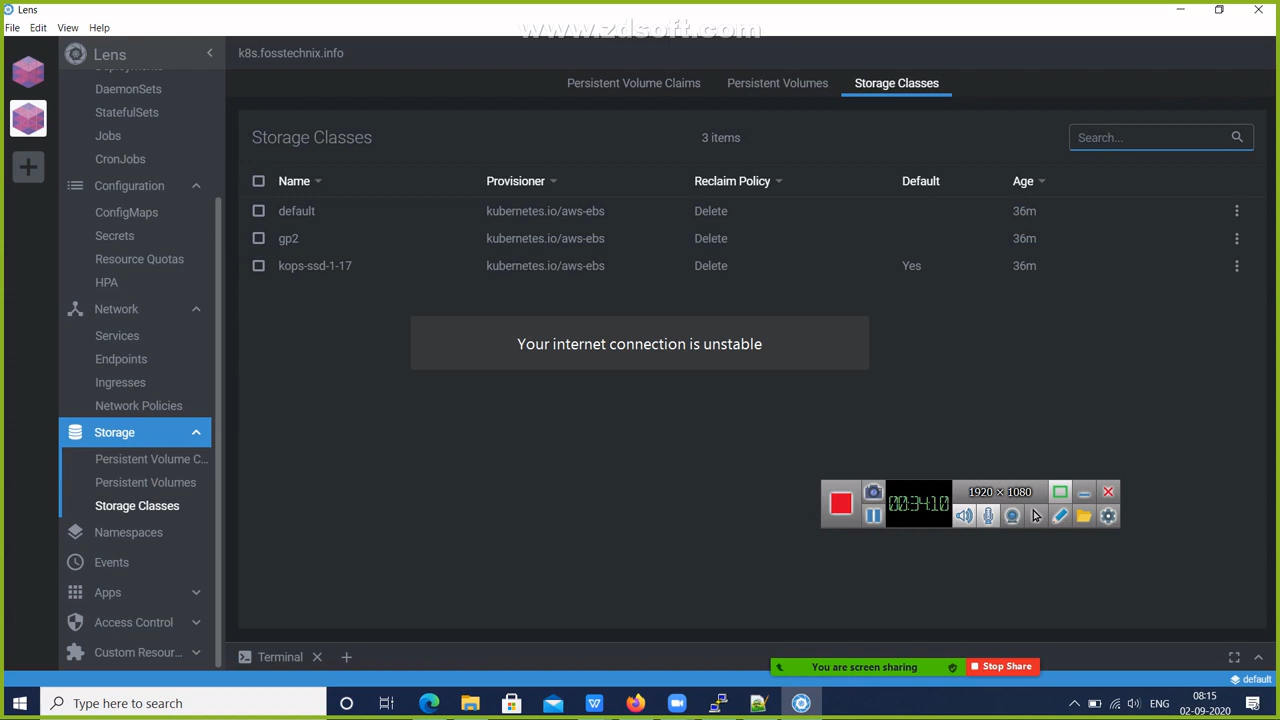 Lens
www.zdsoft.com
File Edit View Help
Lens
k8s.fosstechnix.info
Deployments
DaemonSets
StatefulSets
Jobs
CronJobs
Configuration
ConfigMaps
Secrets
Resource Quotas
HPA
Network
Services
Endpoints
Ingresses
Network Policies
Storage
Persistent Volume C...
Persistent Volumes
Storage Classes
Namespaces
Events
Apps
Access Control
Custom Resour...
Persistent Volume Claims Persistent Volumes Storage Classes
Storage Classes 3 items Search...
Name Provisioner Reclaim Policy Default Age
default kubernetes.io/aws-ebs Delete 36m
gp2 kubernetes.io/aws-ebs Delete 36m
kops-ssd-1-17 kubernetes.io/aws-ebs Delete Yes 36m
Your internet connection is unstable
00:34:10 1920 × 1080
Terminal
You are screen sharing Stop Share
default
Type here to search
ENG
08:15
02-09-2020